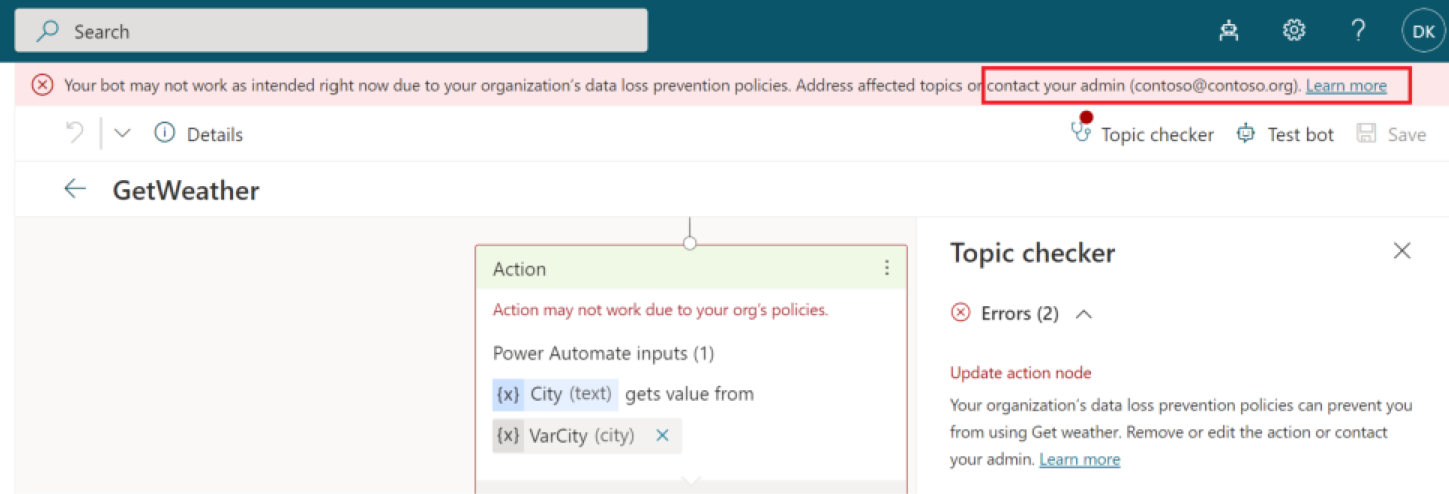 Search
DK
Your bot may not work as intended right now due to your organization's data loss prevention policies. Address affected topics or contact your admin (contoso@contoso.org). Learn more
Details
Topic checker
Test bot
Save
GetWeather
Action
Action may not work due to your org's policies.
Power Automate inputs (1)
{x} City (text) gets value from
{x} VarCity (city)
Topic checker
Errors (2)
Update action node
Your organization's data loss prevention policies can prevent you
from using Get weather. Remove or edit the action or contact
your admin. Learn more